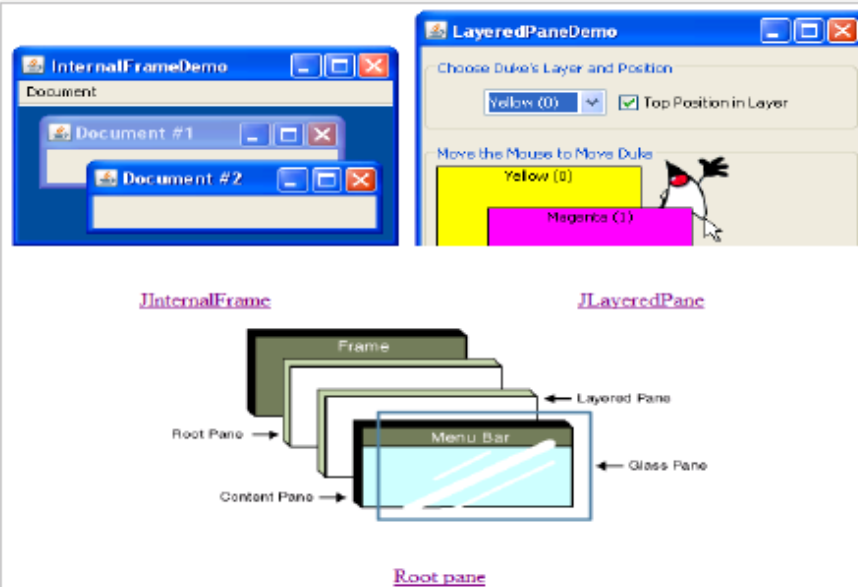 InternalFrameDemo
Document
Document #1
Document #2
LayeredPaneDemo
Choose Duke's Layer and Position
Yellow (0)
Top Position in Layer
Move the Mouse to Move Duke
Yellow (0)
Magenta (1)
JInternalFrame
JLayeredPane
Frame
Layered Pane
Root Pane
Menu Bar
Glass Pane
Content Pane
Root pane